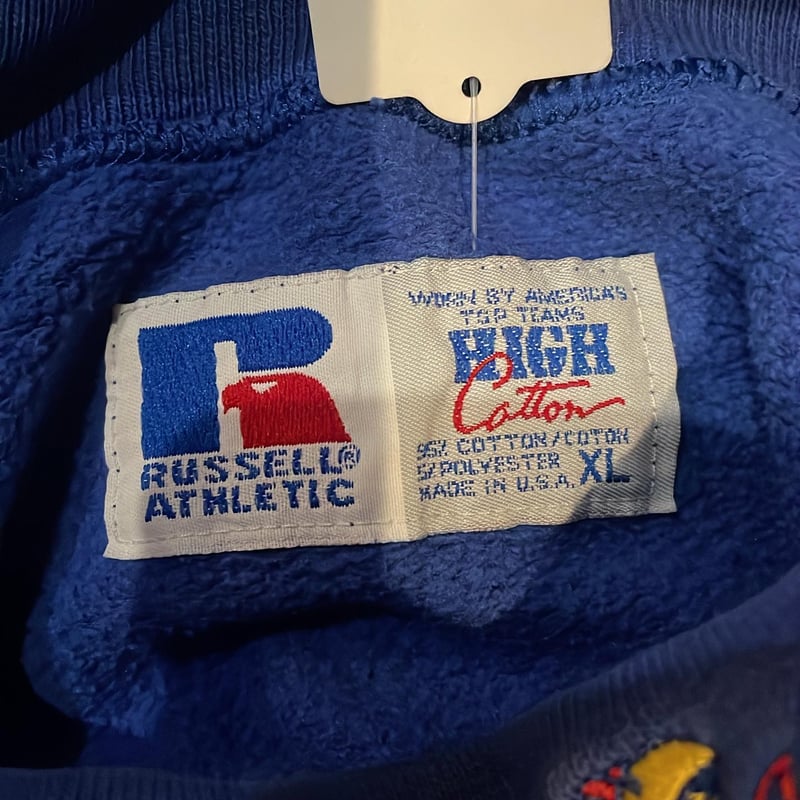 RUSSELL®
ATHLETIC
WORN BY AMERICA'S
TOP TEAMS
HIGH
Cotton
95% COTTON/COTON
5/POLYESTER XL
MADE IN U.S.A.